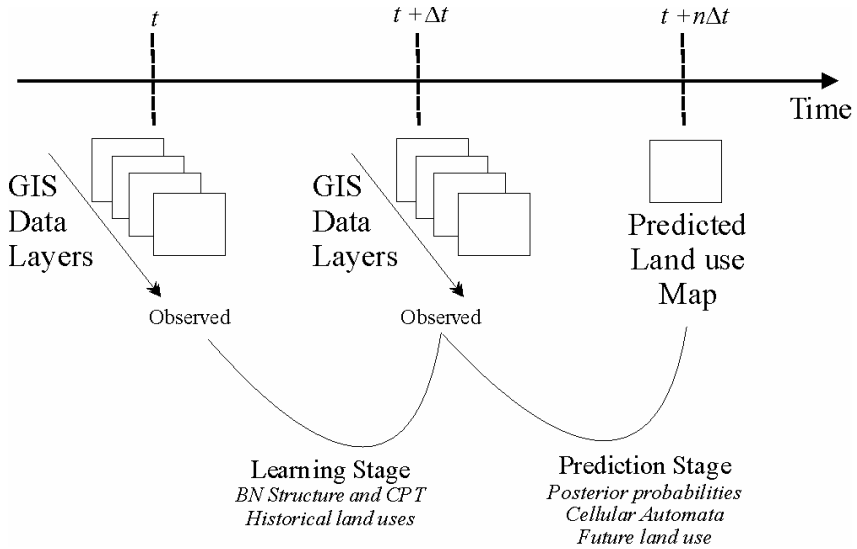 t
t + Δt
t + nΔt
Time
GIS
Data
Layers
Observed
GIS
Data
Layers
Observed
Predicted
Land use
Map
Learning Stage
BN Structure and CPT
Historical land uses
Prediction Stage
Posterior probabilities
Cellular Automata
Future land use